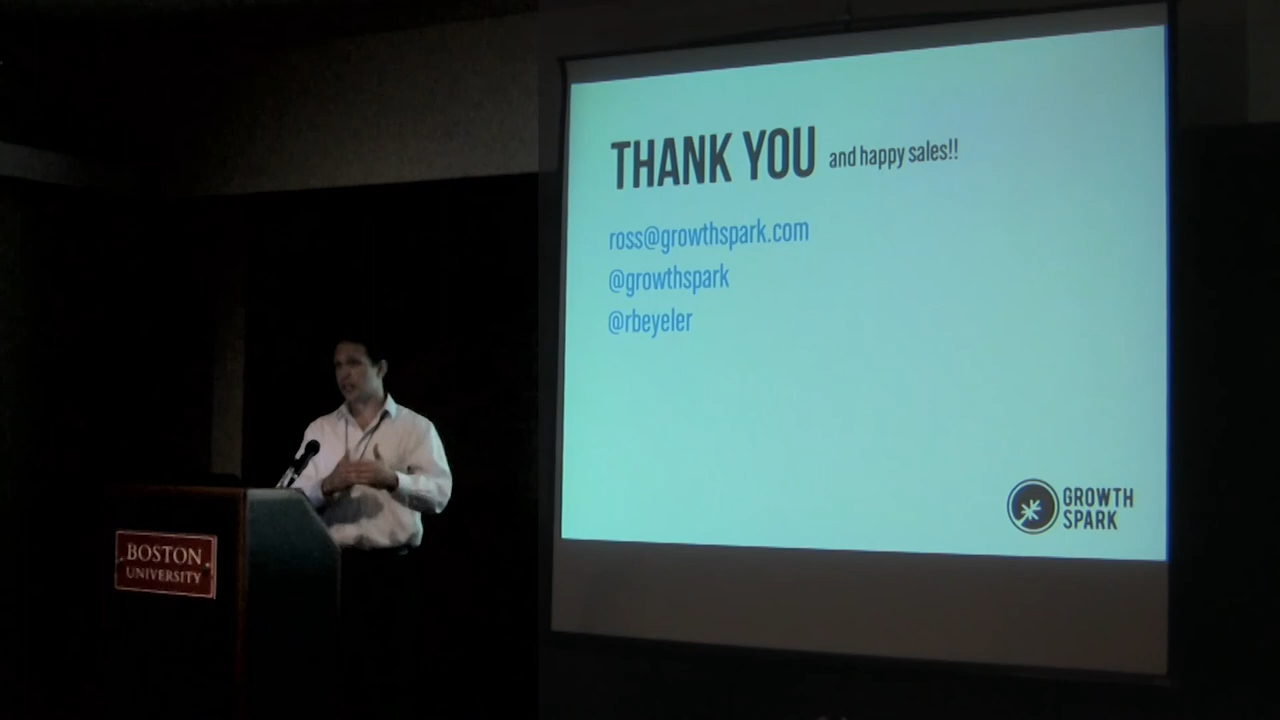 THANK YOU and happy sales!!
ross@growthspark.com
@growthspark
@rbeyeler
GROWTH
SPARK
BOSTON
UNIVERSITY